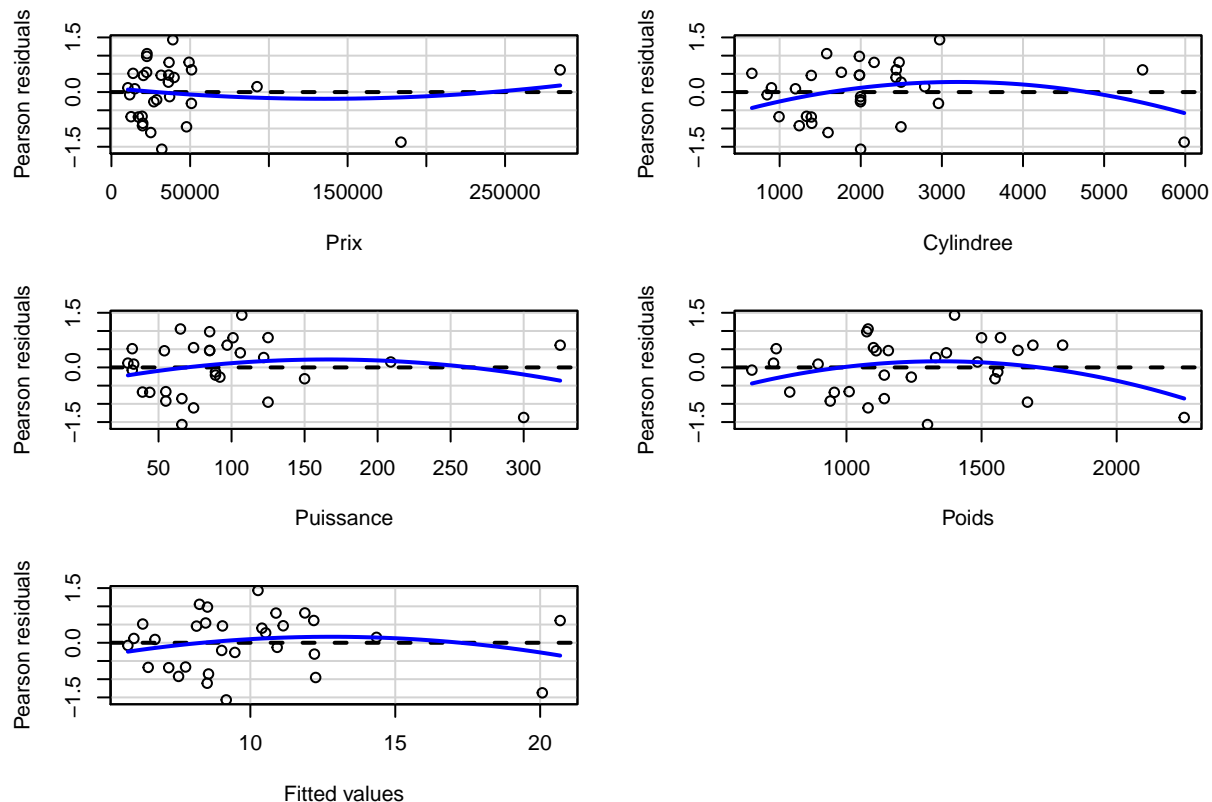 Pearson residuals
1.5
0.0
−1.5
0 50000 150000 250000
Prix
Pearson residuals
1.5
0.0
−1.5
1000 2000 3000 4000 5000 6000
Cylindree
Pearson residuals
1.5
0.0
−1.5
50 100 150 200 250 300
Puissance
Pearson residuals
1.5
0.0
−1.5
1000 1500 2000
Poids
Pearson residuals
1.5
0.0
−1.5
10 15 20
Fitted values